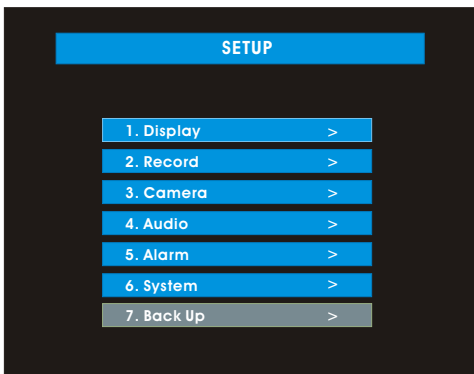 SETUP
1. Display >
2. Record >
3. Camera >
4. Audio >
5. Alarm >
6. System >
7. Back Up >